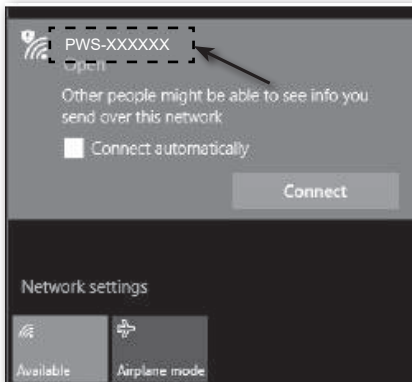 PWS-XXXXXX
Open
Other people might be able to see info you
send over this network
Connect automatically
Connect
Network settings
Available
Airplane mode